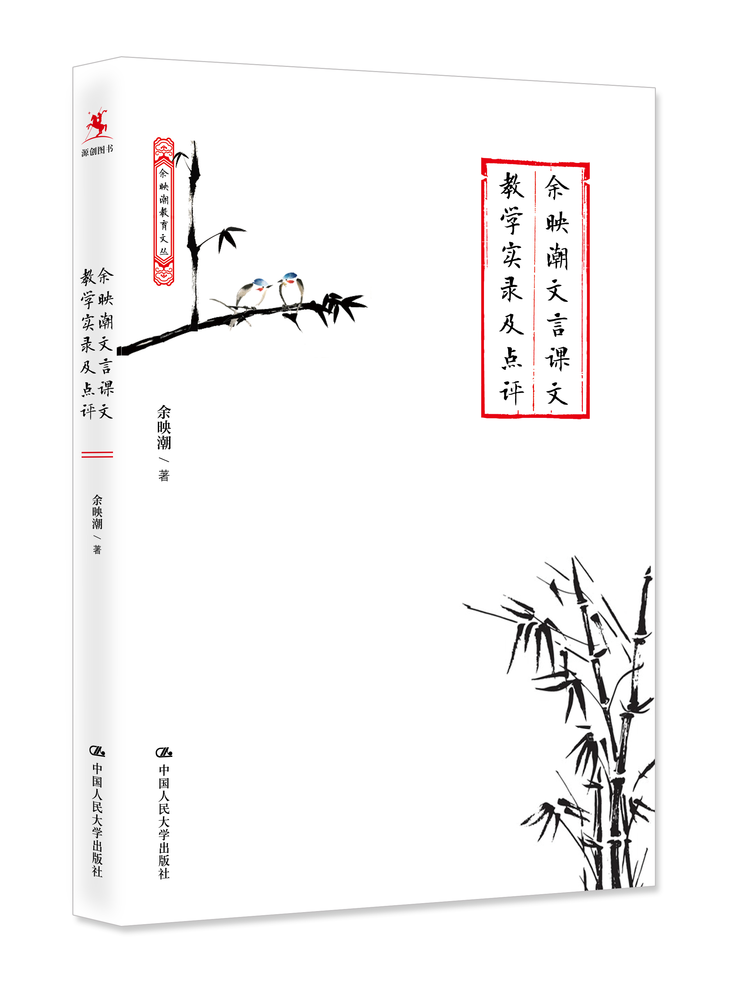 源创图书
余映潮文言课文
教学实录及点评
余映潮/著
中国人民大学出版社
余映潮教育文丛
余映潮/著
中国人民大学出版社
余映潮文言课文
教学实录及点评